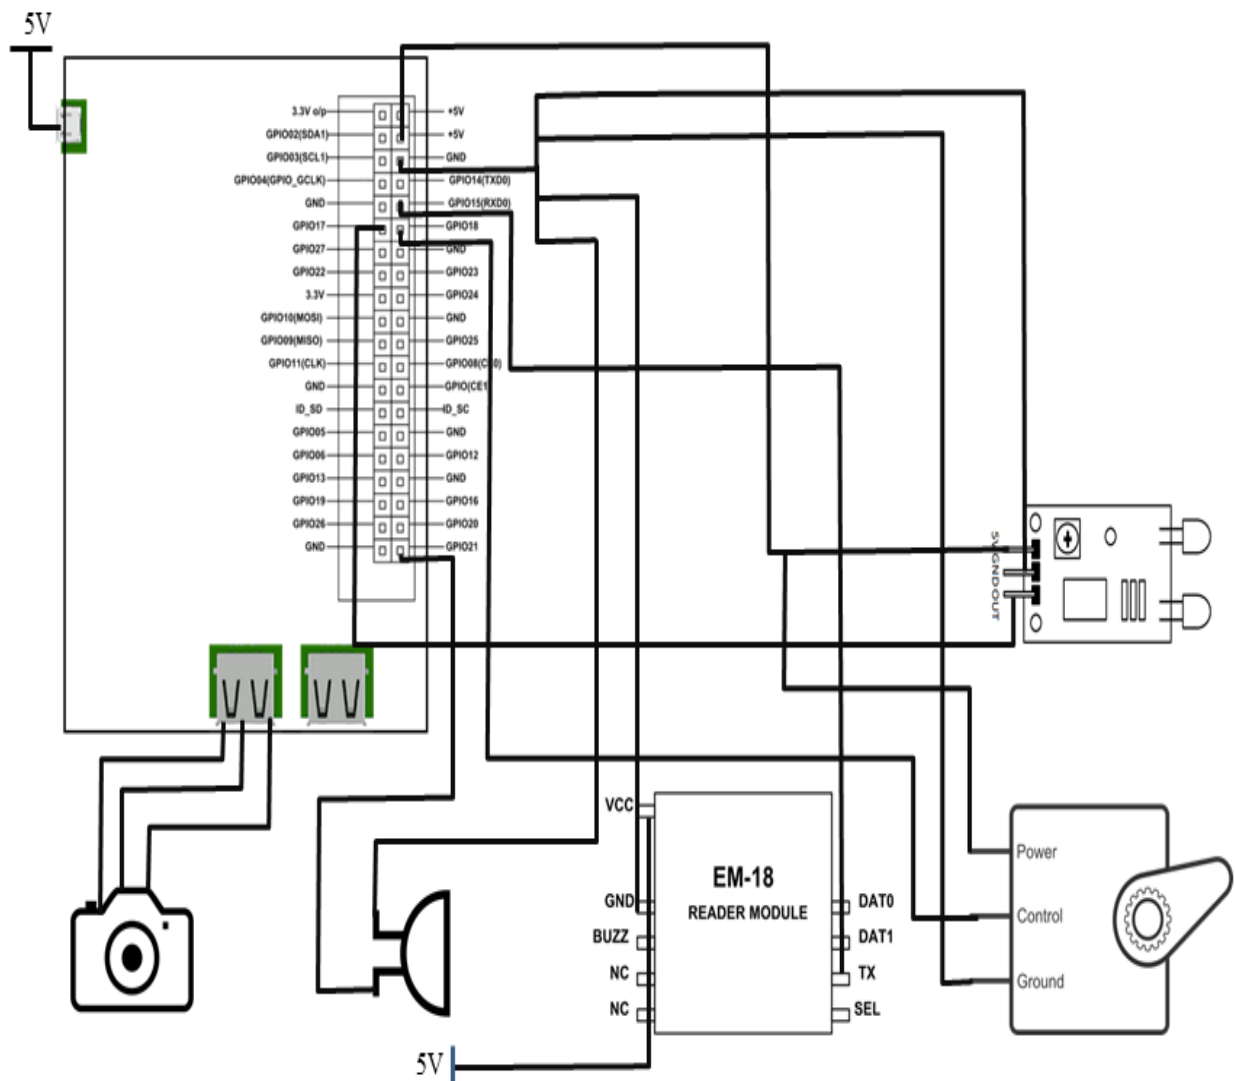 5V
3.3V o/p
+5V
GPIO02(SDA1)
+5V
GPIO03(SCL1)
GND
GPIO04(GPIO_GCLK)
GPIO14(TXD0)
GND
GPIO15(RXD0)
GPIO17
GPIO18
GPIO27
GND
GPIO22
GPIO23
3.3V
GPIO24
GPIO10(MOSI)
GND
GPIO09(MISO)
GPIO25
GPIO11(CLK)
GPIO08(CE0)
GND
GPIO(CE1
ID_SD
ID_SC
GPIO05
GND
GPIO06
GPIO12
GPIO13
GND
GPIO19
GPIO16
GPIO26
GPIO20
GND
GPIO21
5V
GND
OUT
VCC
GND
BUZZ
NC
NC
EM-18
READER MODULE
DAT0
DAT1
TX
SEL
Power
Control
Ground
5V